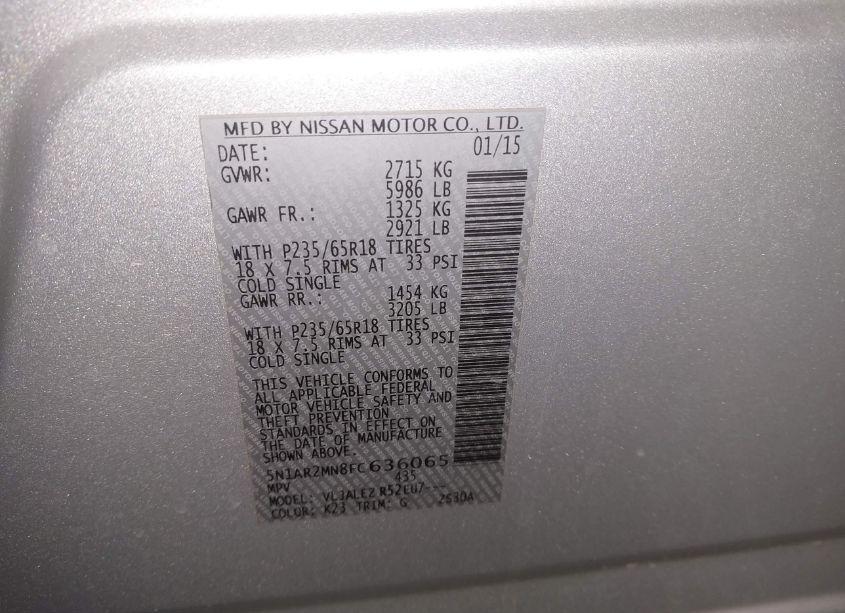 MFD BY NISSAN MOTOR CO., LTD.
DATE: 01/15
GVWR: 2715 KG
5986 LB
GAWR FR.: 1325 KG
2921 LB
WITH P235/65R18 TIRES
18 X 7.5 RIMS AT 33 PSI
COLD SINGLE
GAWR RR.: 1454 KG
3205 LB
WITH P235/65R18 TIRES
18 X 7.5 RIMS AT 33 PSI
COLD SINGLE
THIS VEHICLE CONFORMS TO
ALL APPLICABLE FEDERAL
MOTOR VEHICLE SAFETY AND
THEFT PREVENTION
STANDARDS IN EFFECT ON
THE DATE OF MANUFACTURE
SHOWN ABOVE.
5N1AR2MN8FC636065
MPV 435
MODEL: R52EU7---
COLOR: K23 TRIM: G 2630A